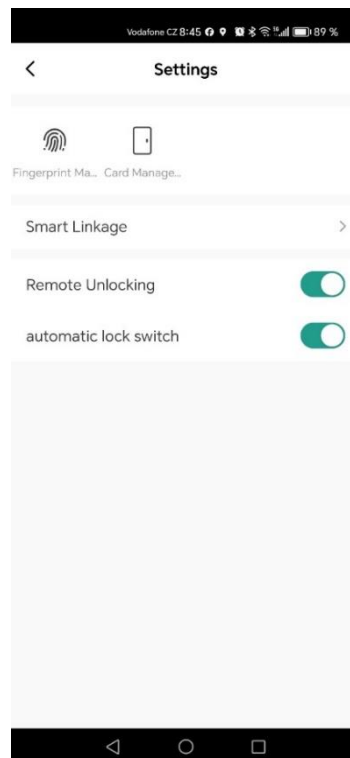 Vodafone CZ 8:45 89 %
Settings
Fingerprint Ma... Card Manage...
Smart Linkage
Remote Unlocking
automatic lock switch